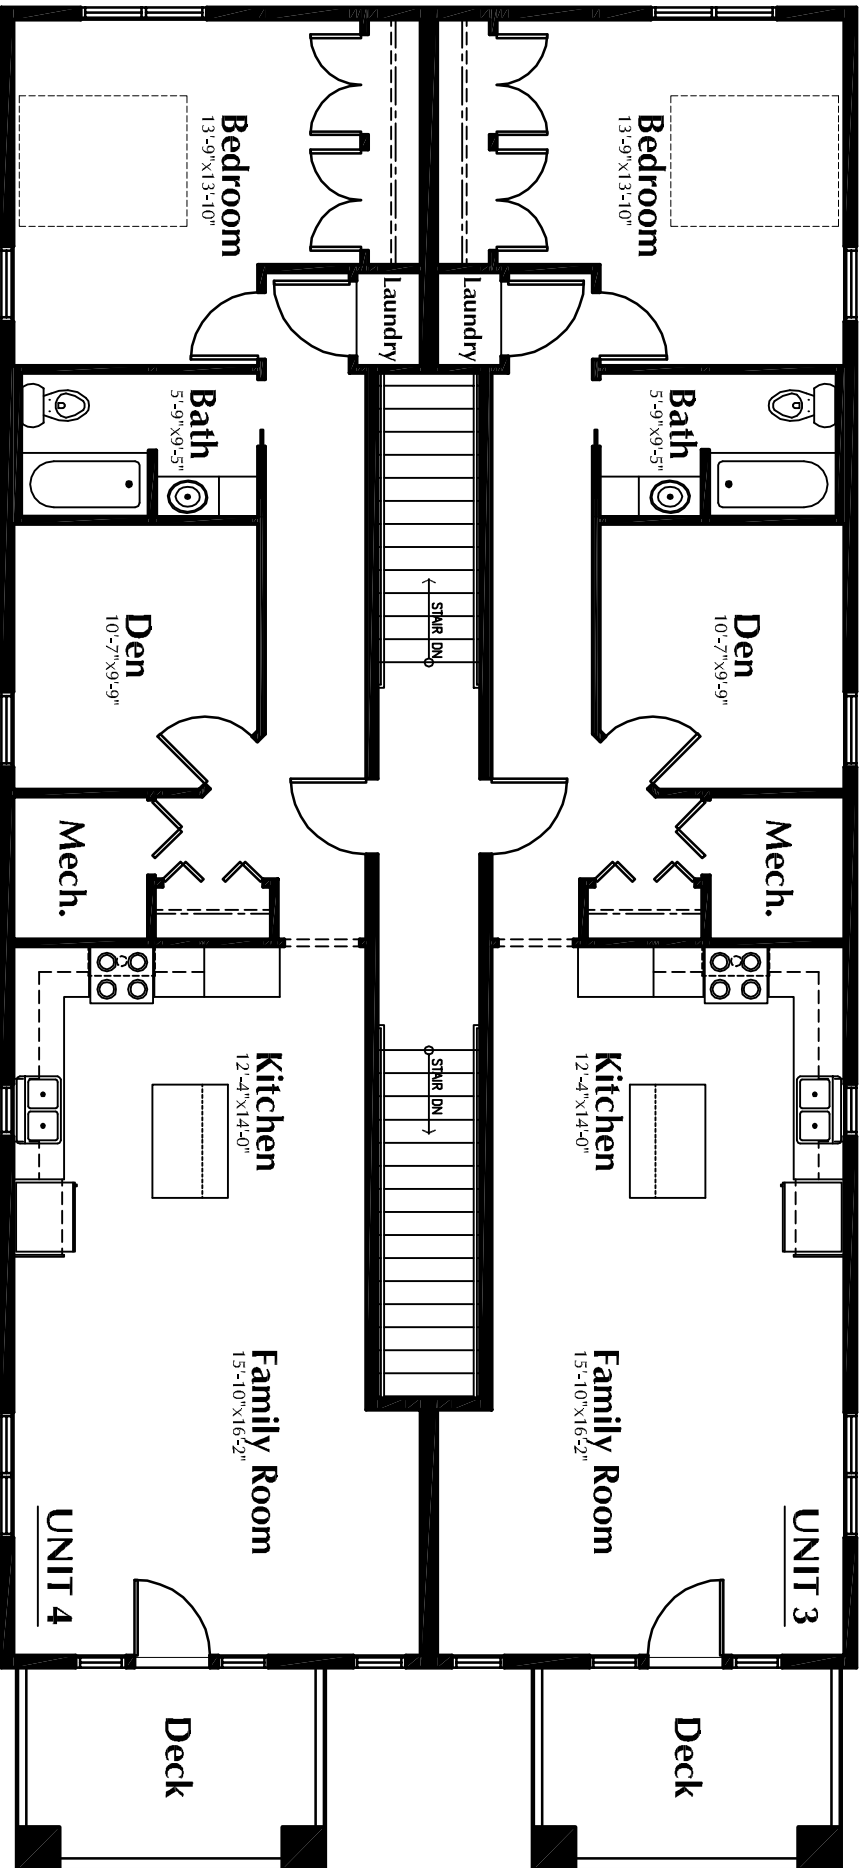 Bedroom
13'-9"x13'-10"
Bath
5'-9"x9'-5"
Den
10'-7"x9'-9"
Mech.
Kitchen
12'-4"x14'-0"
Family Room
15'-10"x16'-2"
UNIT 3
Deck
Laundry
STAIR DN
STAIR DN
Laundry
Bedroom
13'-9"x13'-10"
Bath
5'-9"x9'-5"
Den
10'-7"x9'-9"
Mech.
Kitchen
12'-4"x14'-0"
Family Room
15'-10"x16'-2"
UNIT 4
Deck